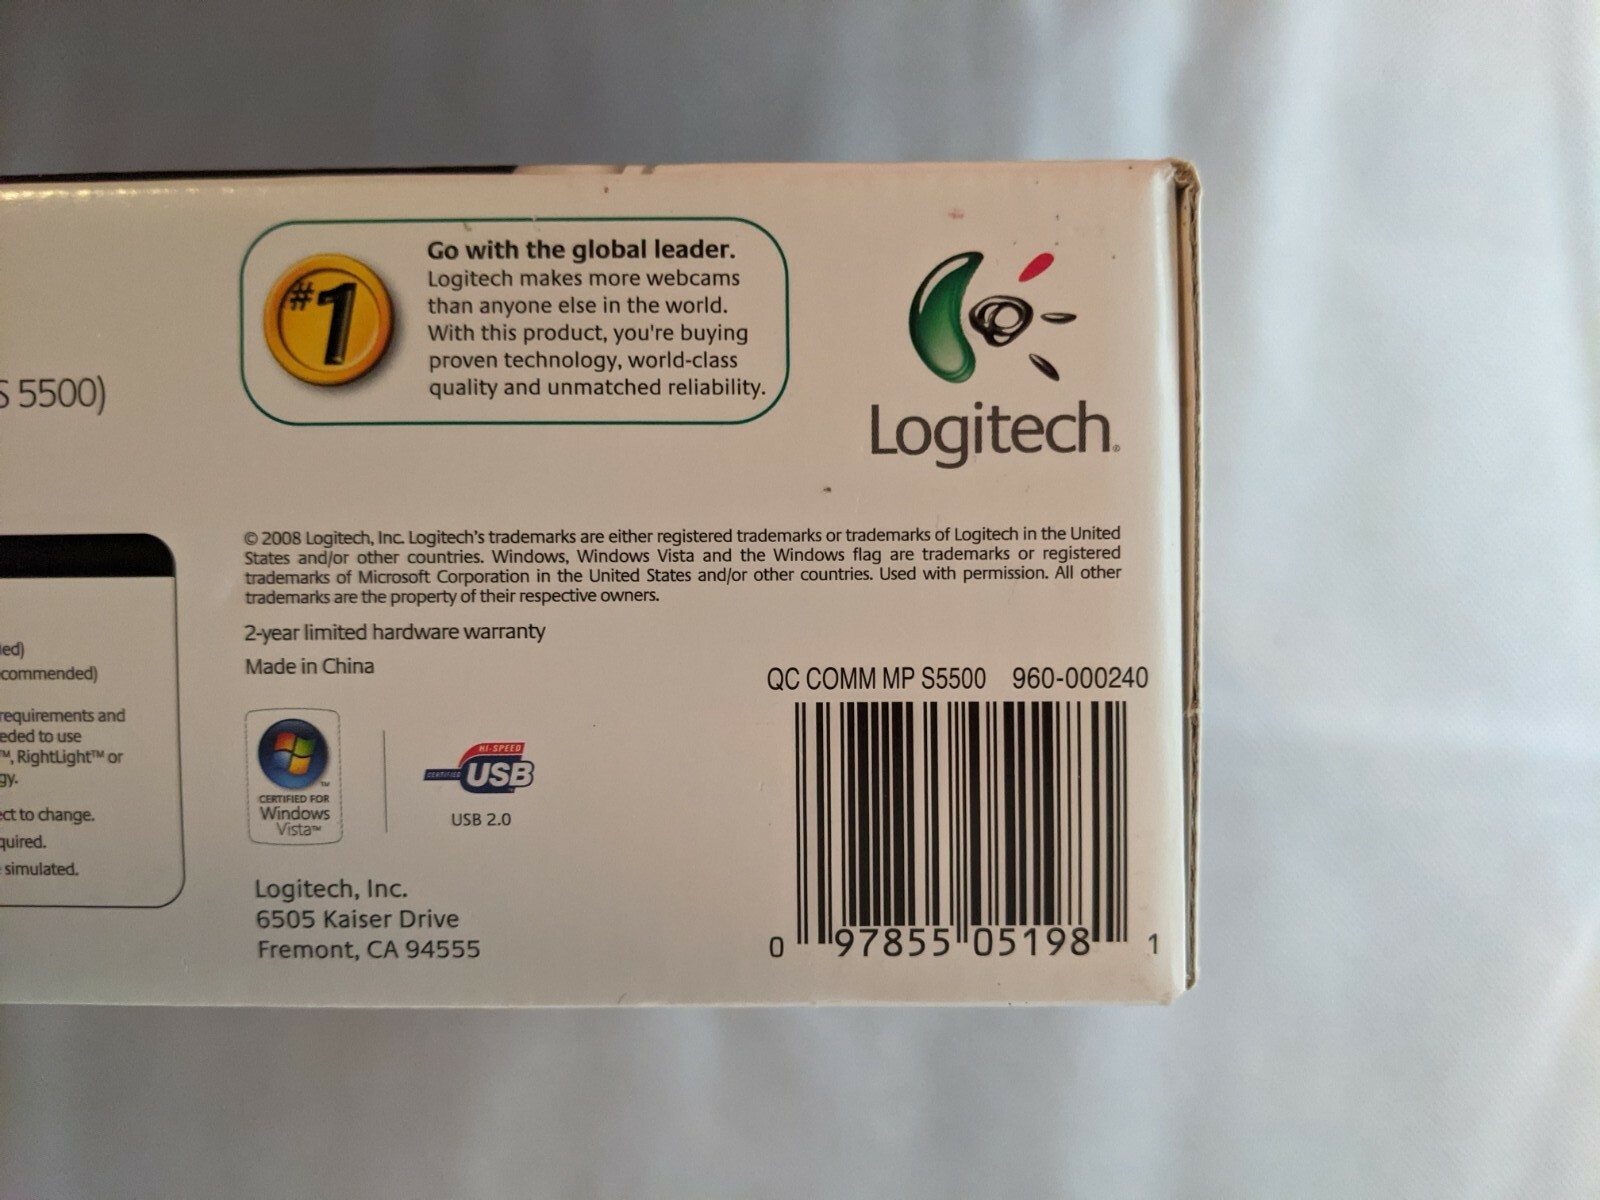 #1
Go with the global leader.
Logitech makes more webcams
than anyone else in the world.
With this product, you're buying
proven technology, world-class
quality and unmatched reliability.
Logitech
S 5500)
© 2008 Logitech, Inc. Logitech's trademarks are either registered trademarks or trademarks of Logitech in the United
States and/or other countries. Windows, Windows Vista and the Windows flag are trademarks or registered
trademarks of Microsoft Corporation in the United States and/or other countries. Used with permission. All other
trademarks are the property of their respective owners.
2-year limited hardware warranty
Made in China
commended)
requirements and
eded to use
™, RightLight™ or
gy.
ect to change.
quired.
simulated.
CERTIFIED FOR
Windows
Vista™
HI-SPEED
CERTIFIED USB
USB 2.0
Logitech, Inc.
6505 Kaiser Drive
Fremont, CA 94555
QC COMM MP S5500 960-000240
0 97855 05198 1